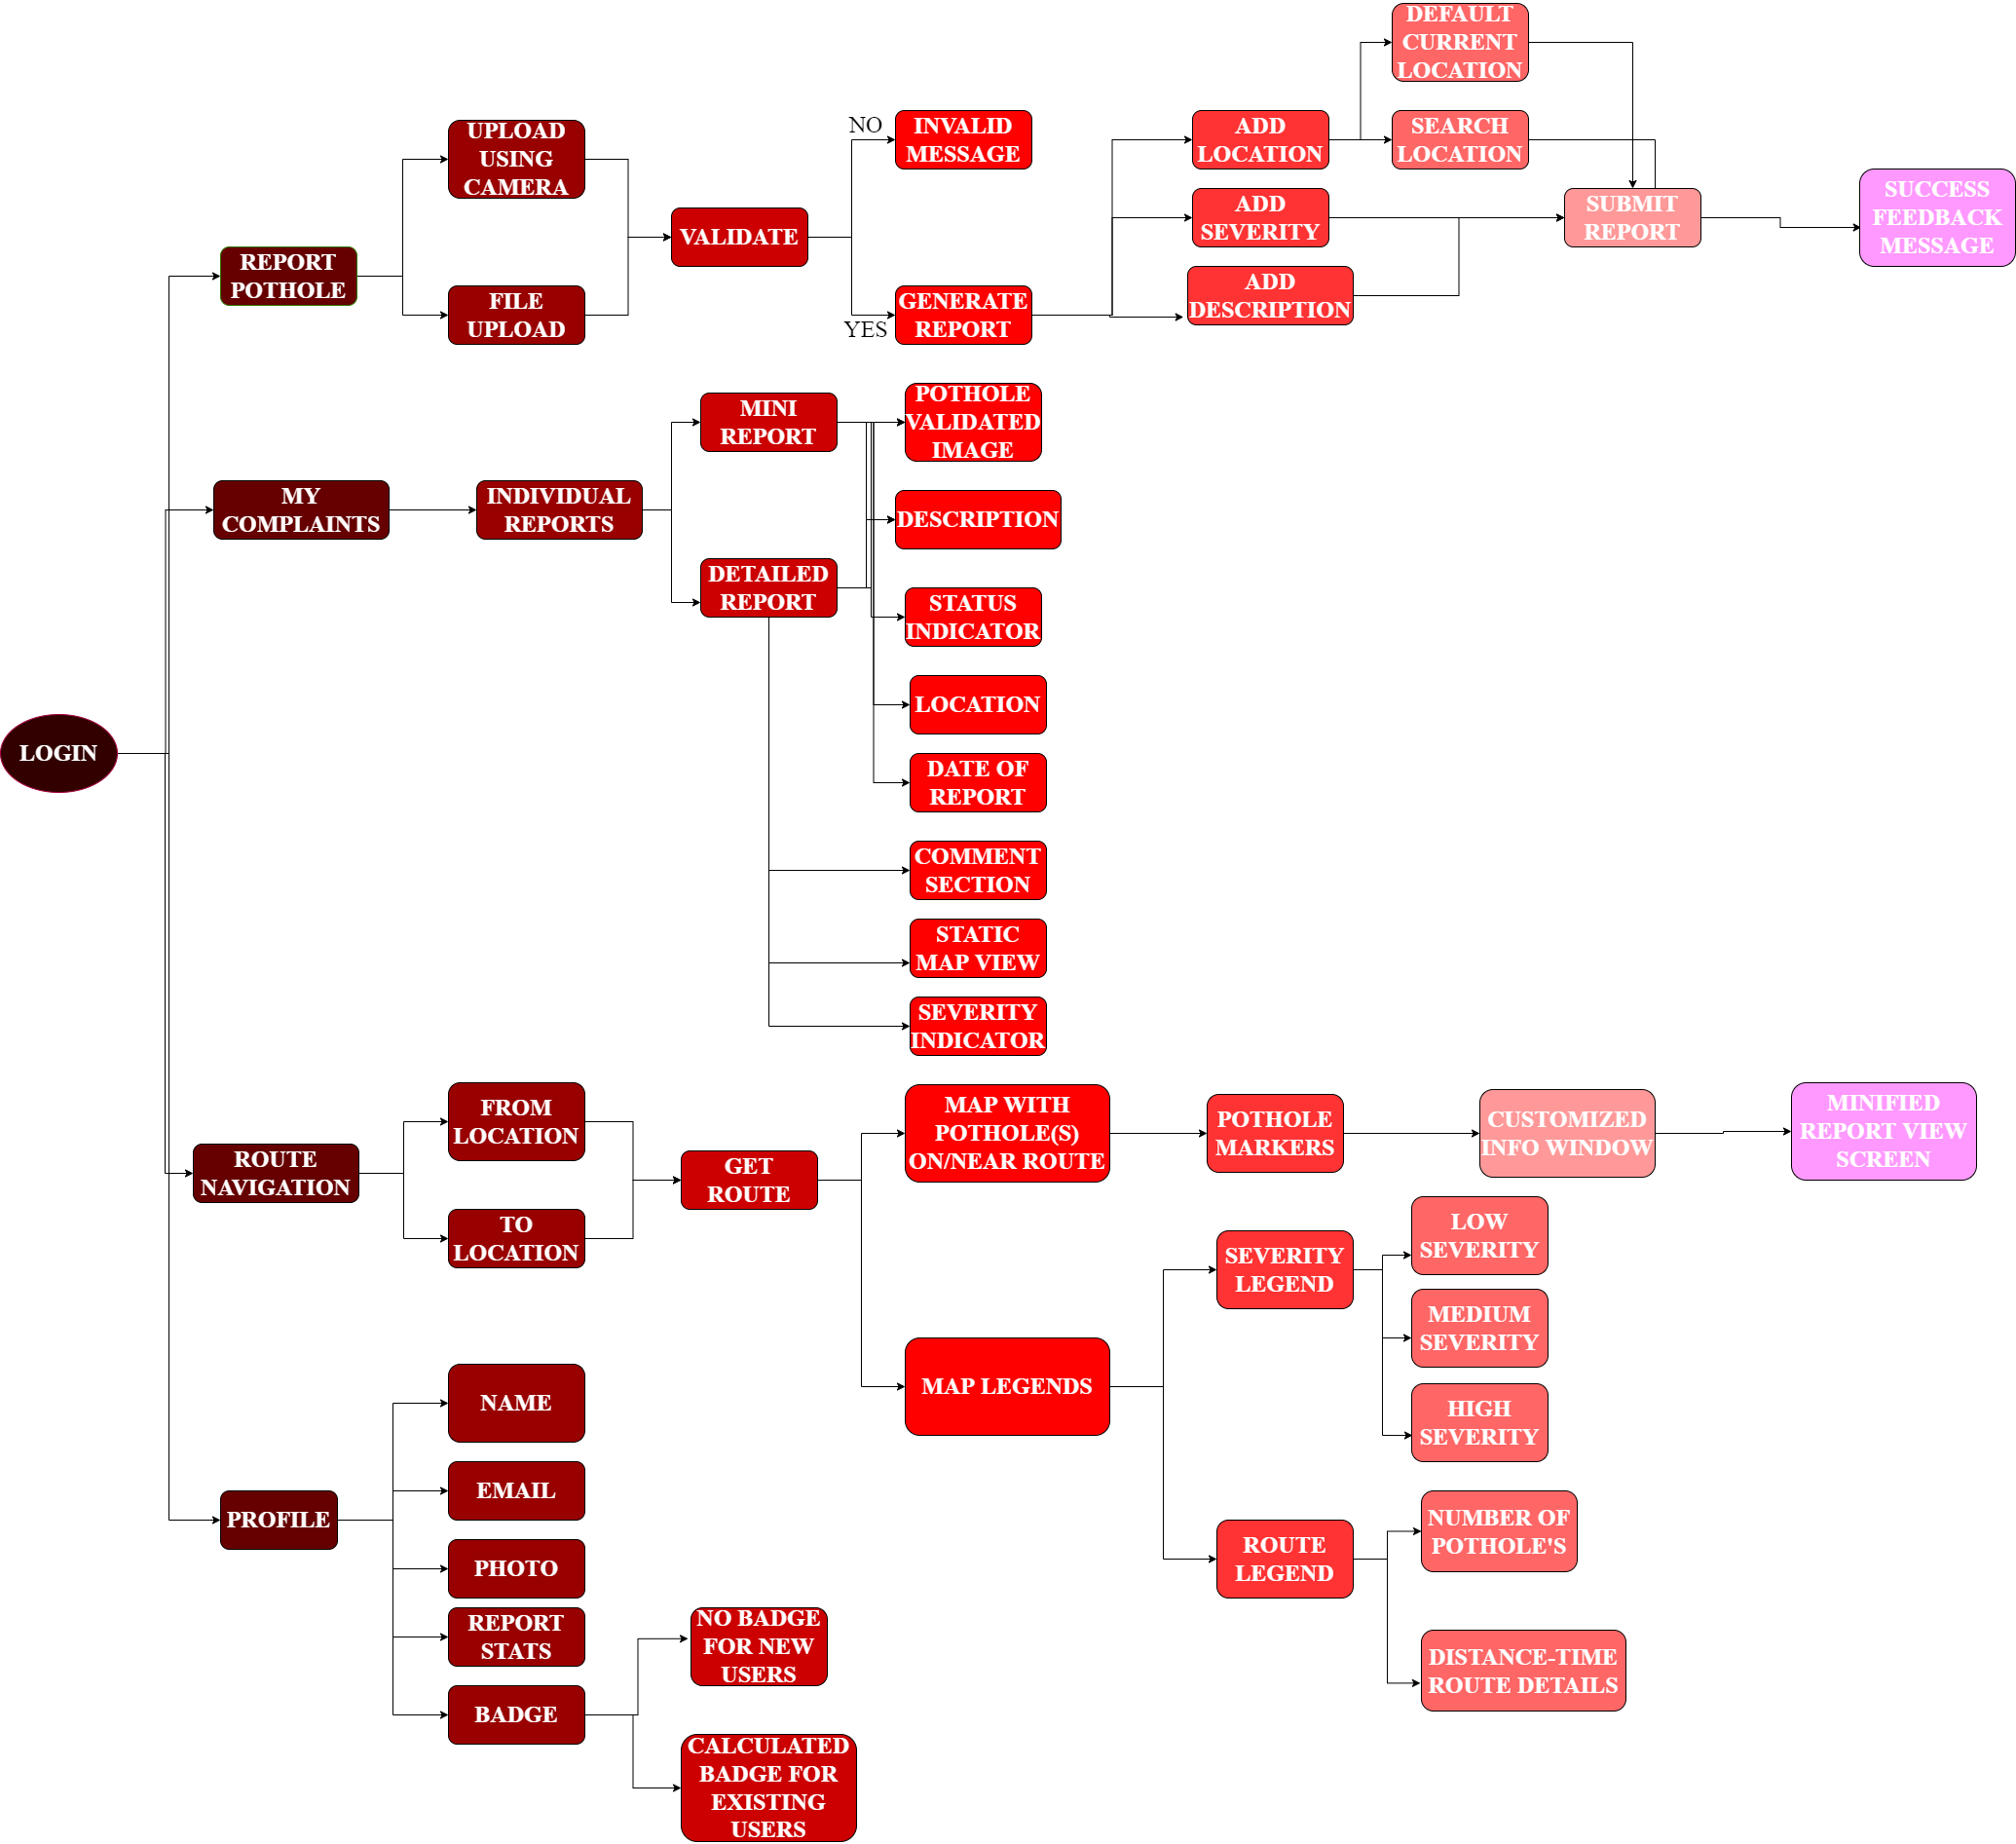 DEFAULT
CURRENT
LOCATION
UPLOAD
USING
CAMERA
NO
INVALID
MESSAGE
ADD
LOCATION
SEARCH
LOCATION
REPORT
POTHOLE
VALIDATE
ADD
SEVERITY
SUBMIT
REPORT
SUCCESS
FEEDBACK
MESSAGE
FILE
UPLOAD
YES
GENERATE
REPORT
ADD
DESCRIPTION
MY
COMPLAINTS
INDIVIDUAL
REPORTS
MINI
REPORT
POTHOLE
VALIDATED
IMAGE
DESCRIPTION
DETAILED
REPORT
STATUS
INDICATOR
LOCATION
LOGIN
DATE OF
REPORT
COMMENT
SECTION
STATIC
MAP VIEW
SEVERITY
INDICATOR
ROUTE
NAVIGATION
FROM
LOCATION
TO
LOCATION
GET
ROUTE
MAP WITH
POTHOLE(S)
ON/NEAR ROUTE
POTHOLE
MARKERS
CUSTOMIZED
INFO WINDOW
MINIFIED
REPORT VIEW
SCREEN
MAP LEGENDS
SEVERITY
LEGEND
LOW
SEVERITY
MEDIUM
SEVERITY
HIGH
SEVERITY
ROUTE
LEGEND
NUMBER OF
POTHOLE'S
DISTANCE-TIME
ROUTE DETAILS
PROFILE
NAME
EMAIL
PHOTO
REPORT
STATS
BADGE
NO BADGE
FOR NEW
USERS
CALCULATED
BADGE FOR
EXISTING
USERS